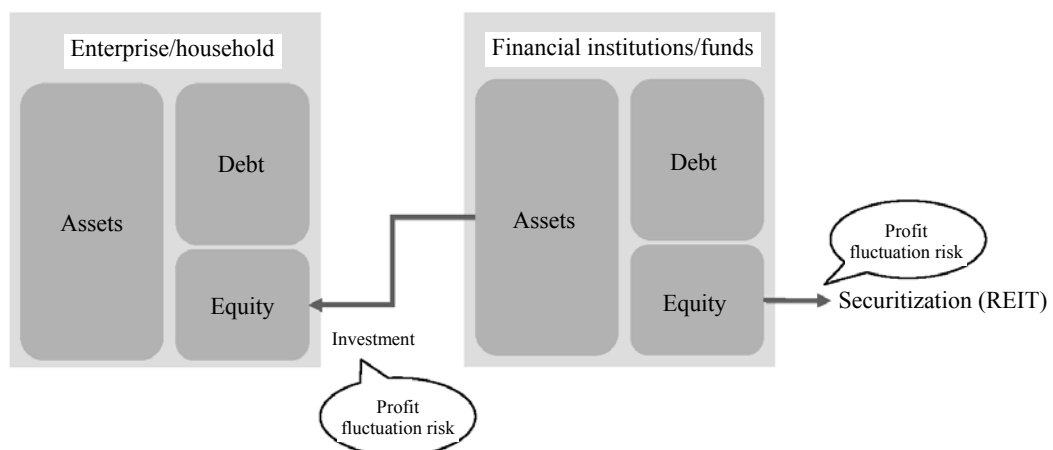 Enterprise/household
Assets
Debt
Equity
Investment
Profit
fluctuation risk
Financial institutions/funds
Assets
Debt
Equity
Profit
fluctuation risk
Securitization (REIT)